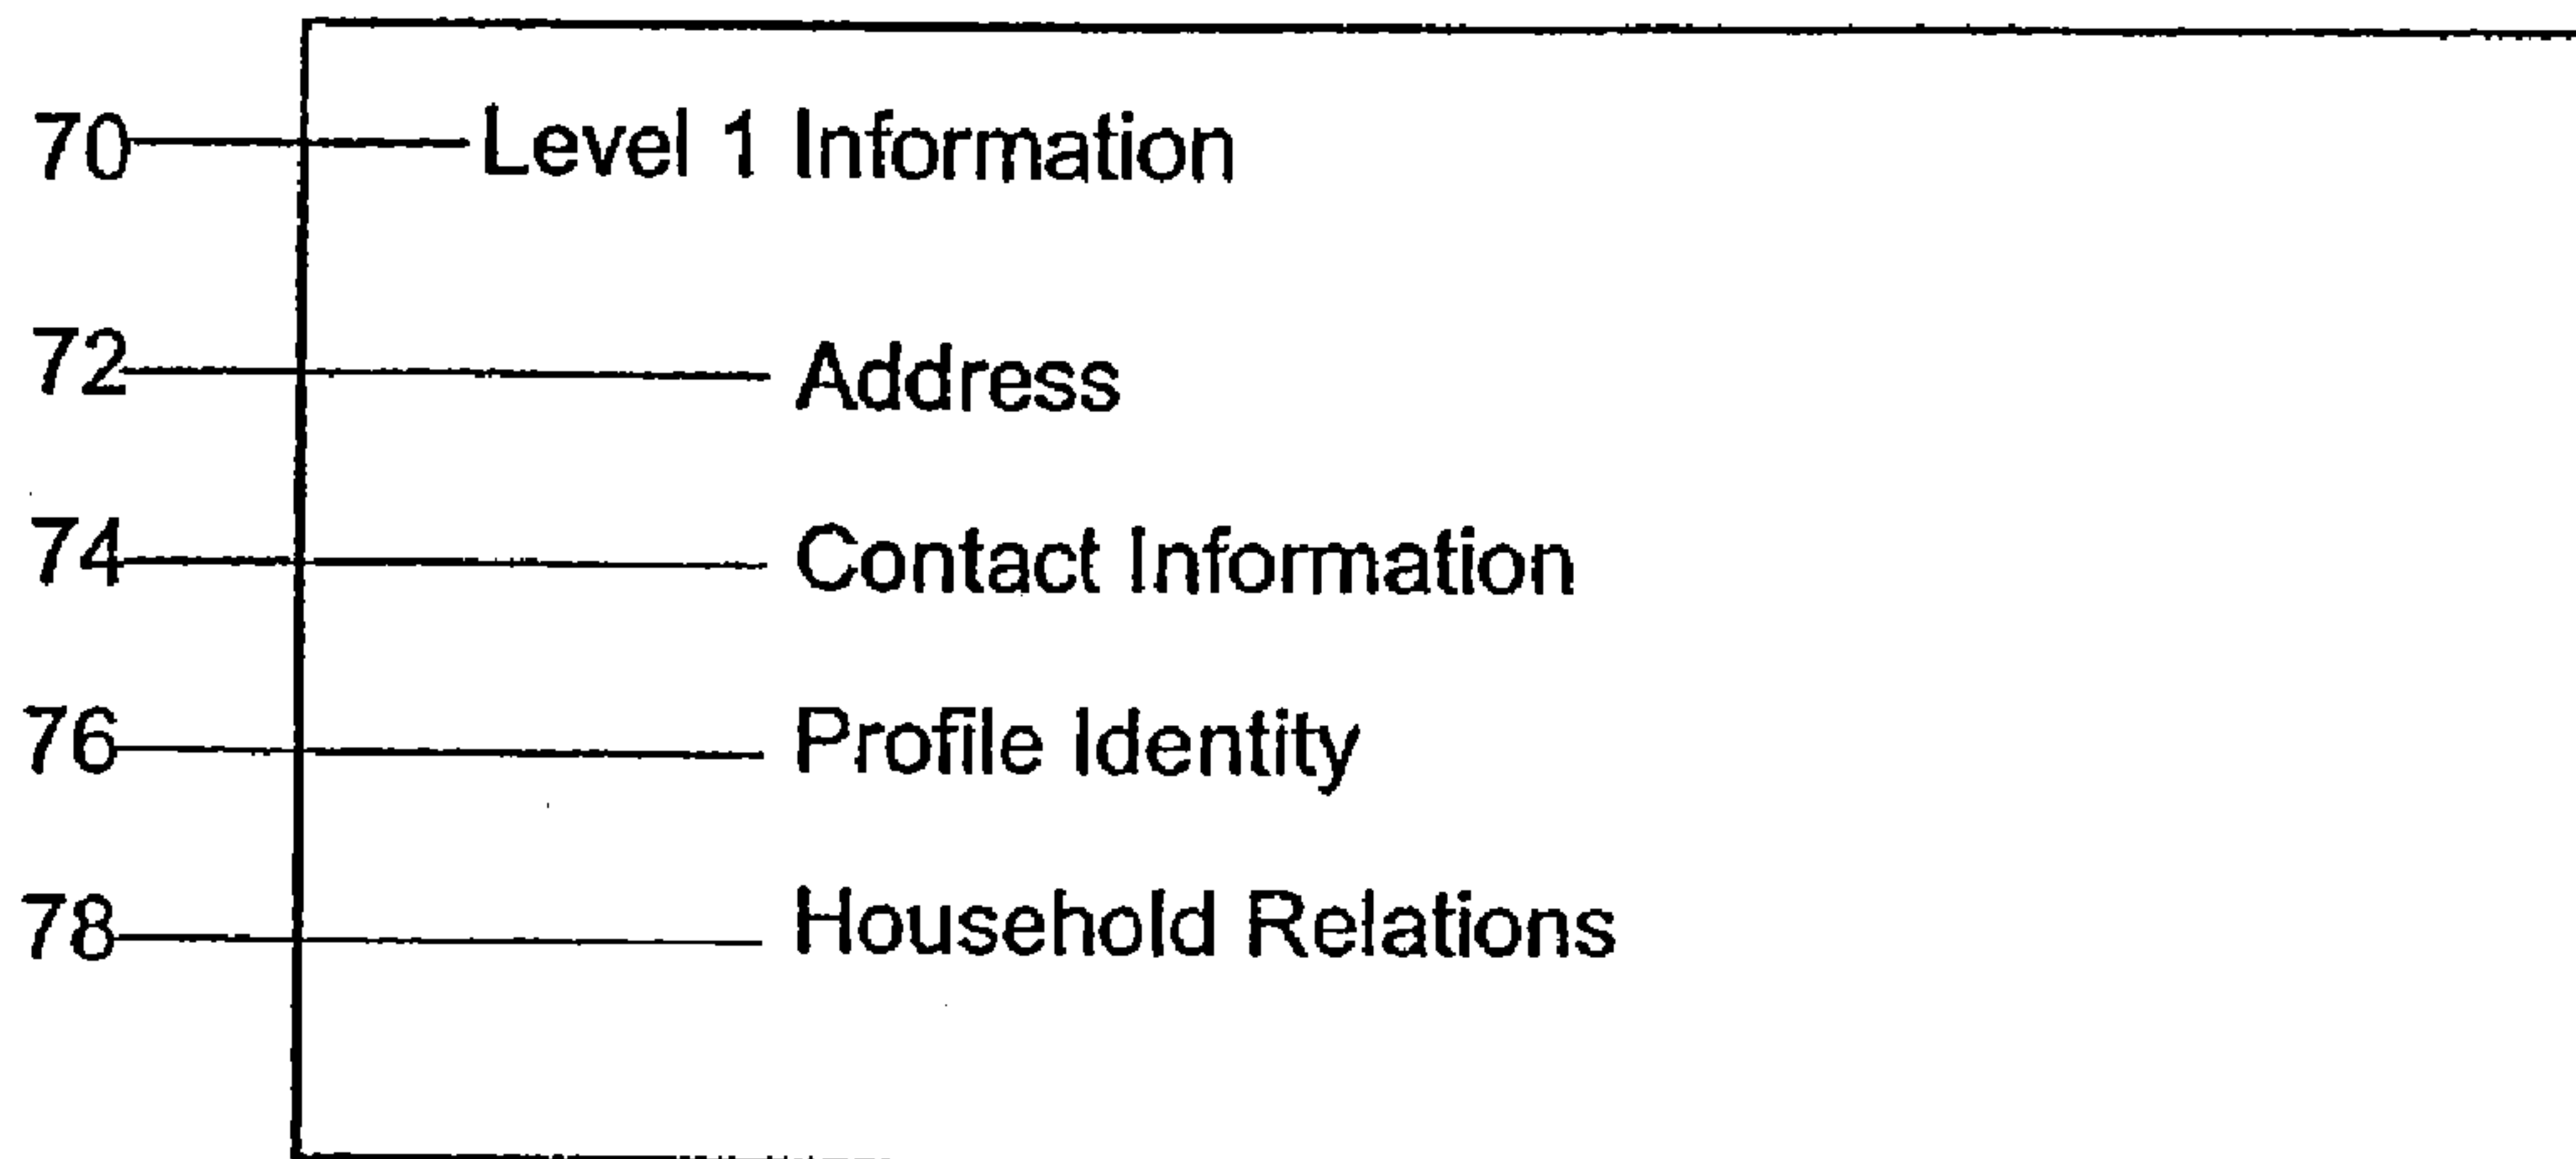 70 Level 1 Information
72 Address
74 Contact Information
76 Profile Identity
78 Household Relations